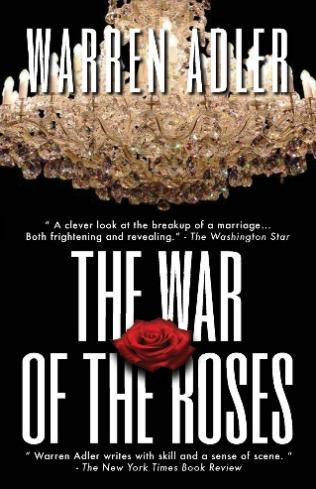 WARREN ADLER
" A clever look at the breakup of a marriage...
Both frightening and revealing." - The Washington Star
THE WAR
OF THE ROSES
" Warren Adler writes with skill and a sense of scene. "
- The New York Times Book Review